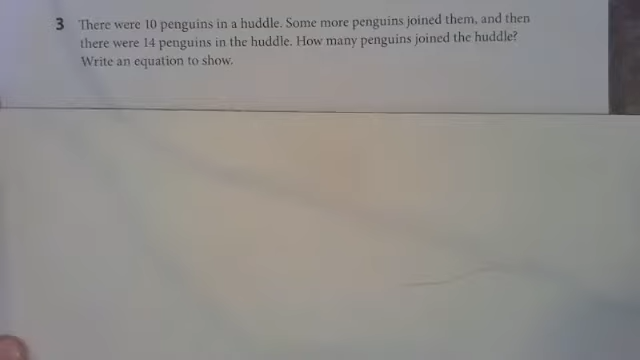 3 There were 10 penguins in a huddle. Some more penguins joined them, and then
there were 14 penguins in the huddle. How many penguins joined the huddle?
Write an equation to show.